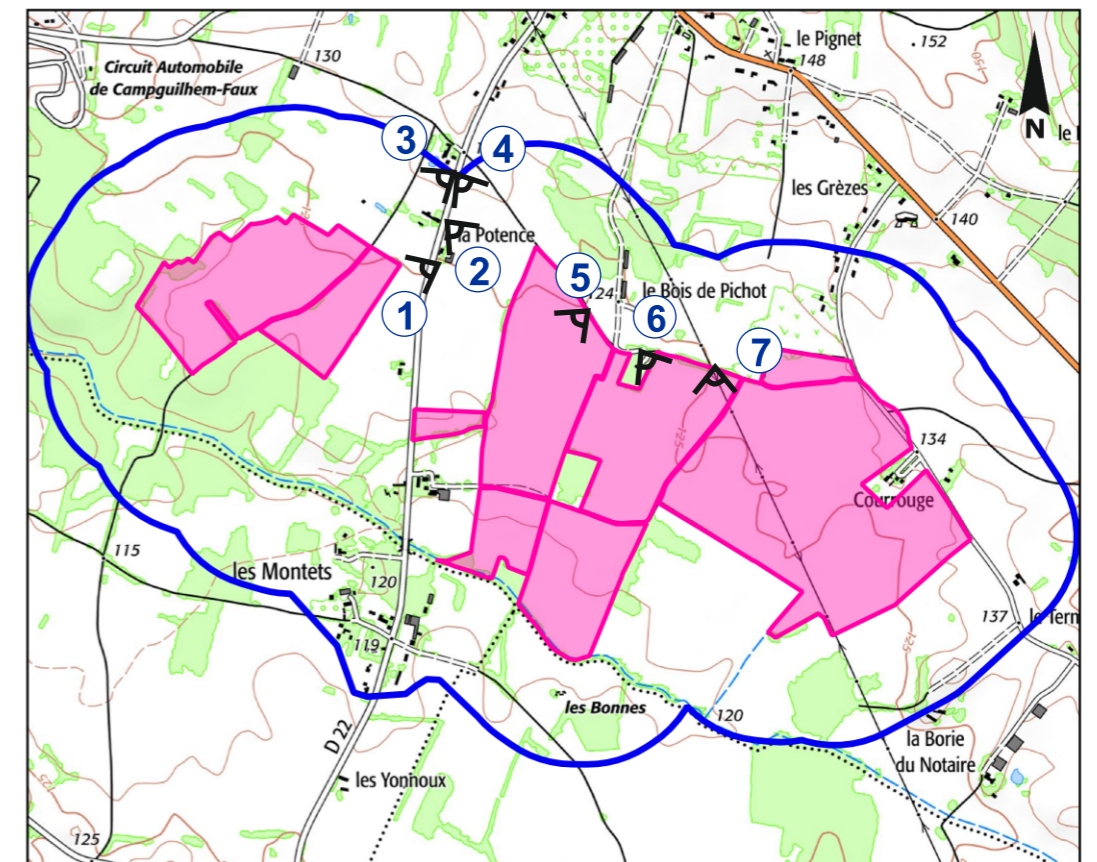 le Pignet
152
148
150
130
Circuit Automobile
de Campguilhem-Faux
N
le
3
4
les Grèzes
140
la Potence
2
5
124
le Bois de Pichot
1
6
7
125
134
Courrouge
115
les Montets
120
119
137
le Tern
125
les Bonnes
120
D 22
la Borie
du Notaire
les Yonnoux
125
125